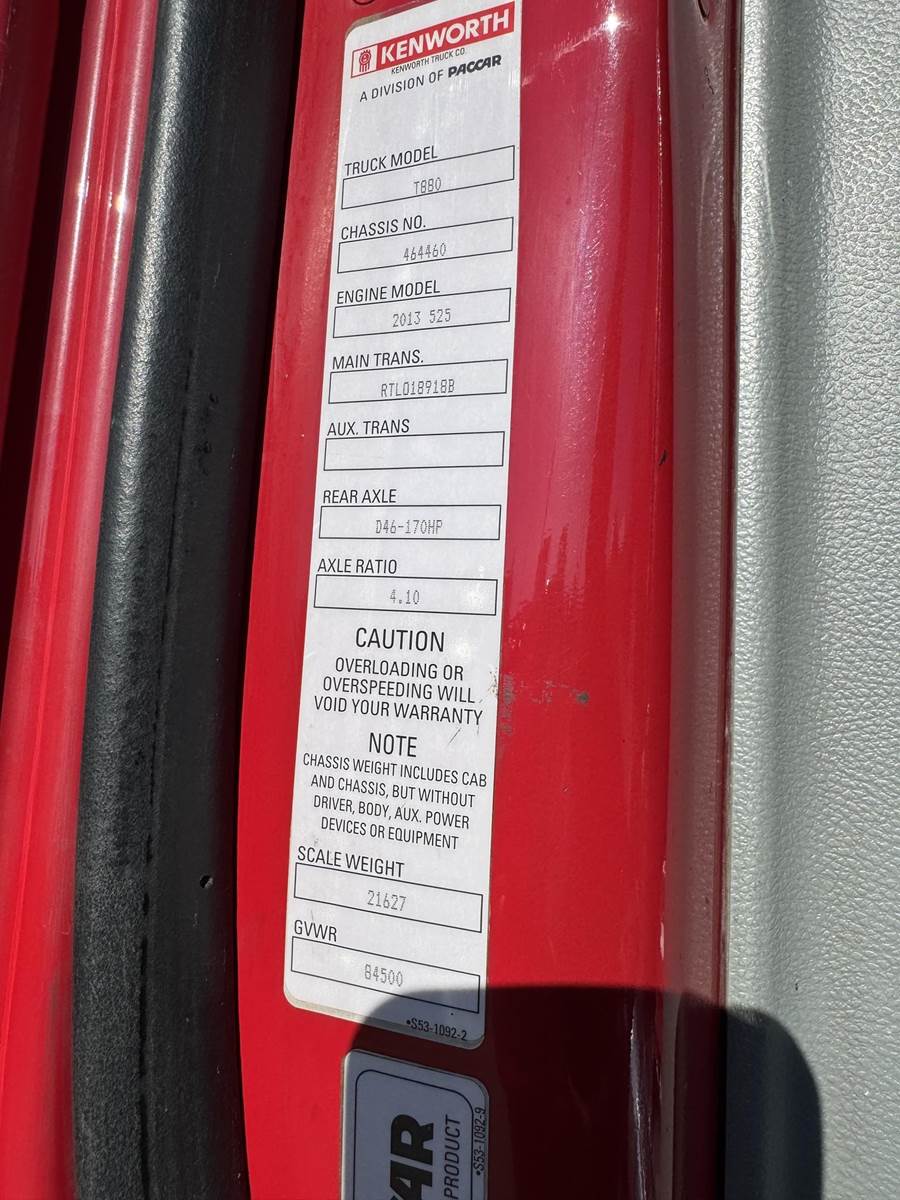 KENWORTH
KENWORTH TRUCK CO.
A DIVISION OF PACCAR
TRUCK MODEL
T880
CHASSIS NO.
464460
ENGINE MODEL
2013 525
MAIN TRANS.
RTLO18918B
AUX. TRANS
REAR AXLE
D46-170HP
AXLE RATIO
4.10
CAUTION
OVERLOADING OR
OVERSPEEDING WILL
VOID YOUR WARRANTY
NOTE
CHASSIS WEIGHT INCLUDES CAB
AND CHASSIS, BUT WITHOUT
DRIVER, BODY, AUX. POWER
DEVICES OR EQUIPMENT
SCALE WEIGHT
21627
GVWR
84500
•S53-1092-2
AR
PRODUCT
•S53-1092-9